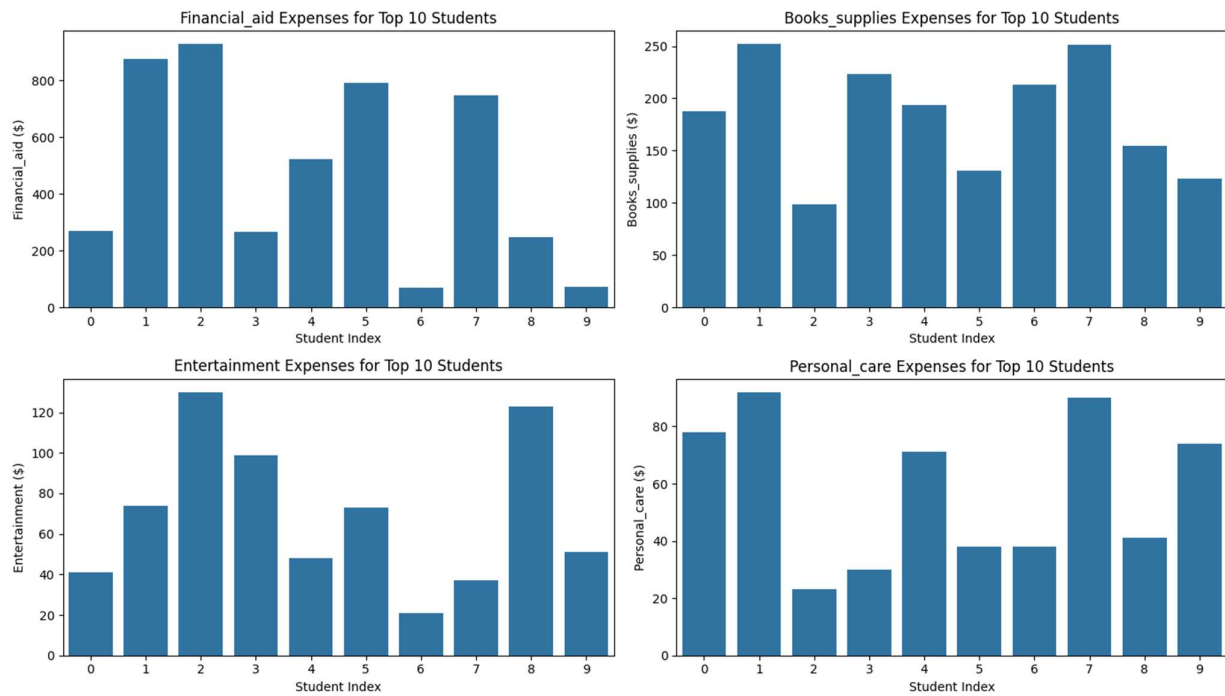 Financial_aid Expenses for Top 10 Students
Financial_aid ($)
800
600
400
200
0
0 1 2 3 4 5 6 7 8 9
Student Index
Books_supplies Expenses for Top 10 Students
Books_supplies ($)
250
200
150
100
50
0
0 1 2 3 4 5 6 7 8 9
Student Index
Entertainment Expenses for Top 10 Students
Entertainment ($)
120
100
80
60
40
20
0
0 1 2 3 4 5 6 7 8 9
Student Index
Personal_care Expenses for Top 10 Students
Personal_care ($)
80
60
40
20
0
0 1 2 3 4 5 6 7 8 9
Student Index